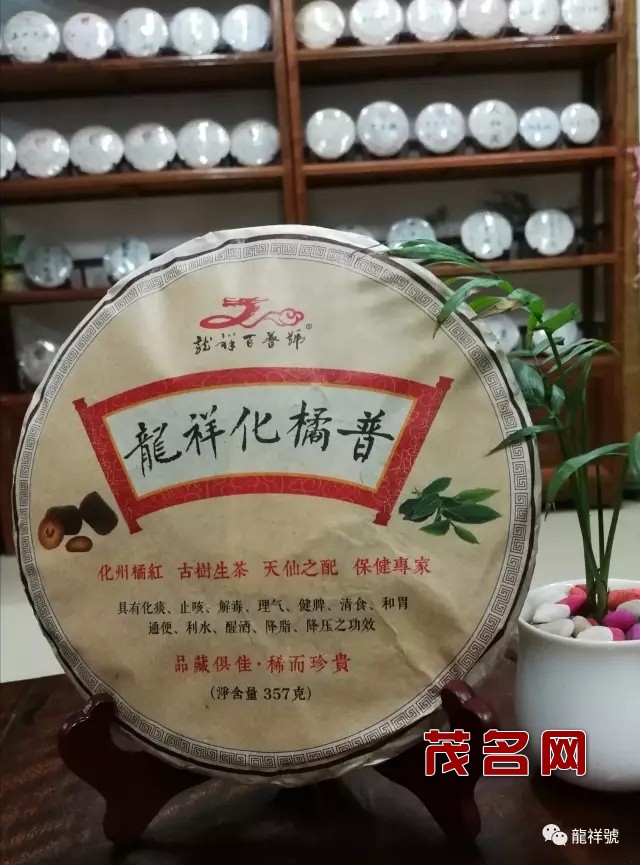 龍祥百普號®
龍祥化橘普
化州橘紅 古樹生茶 天仙之配 保健專家
具有化痰、止咳、解毒、理气、健脾、清食、和胃
通便、利水、醒酒、降脂、降压之功效
品藏俱佳·稀而珍貴
(淨含量 357克)
茂名网
龍祥號